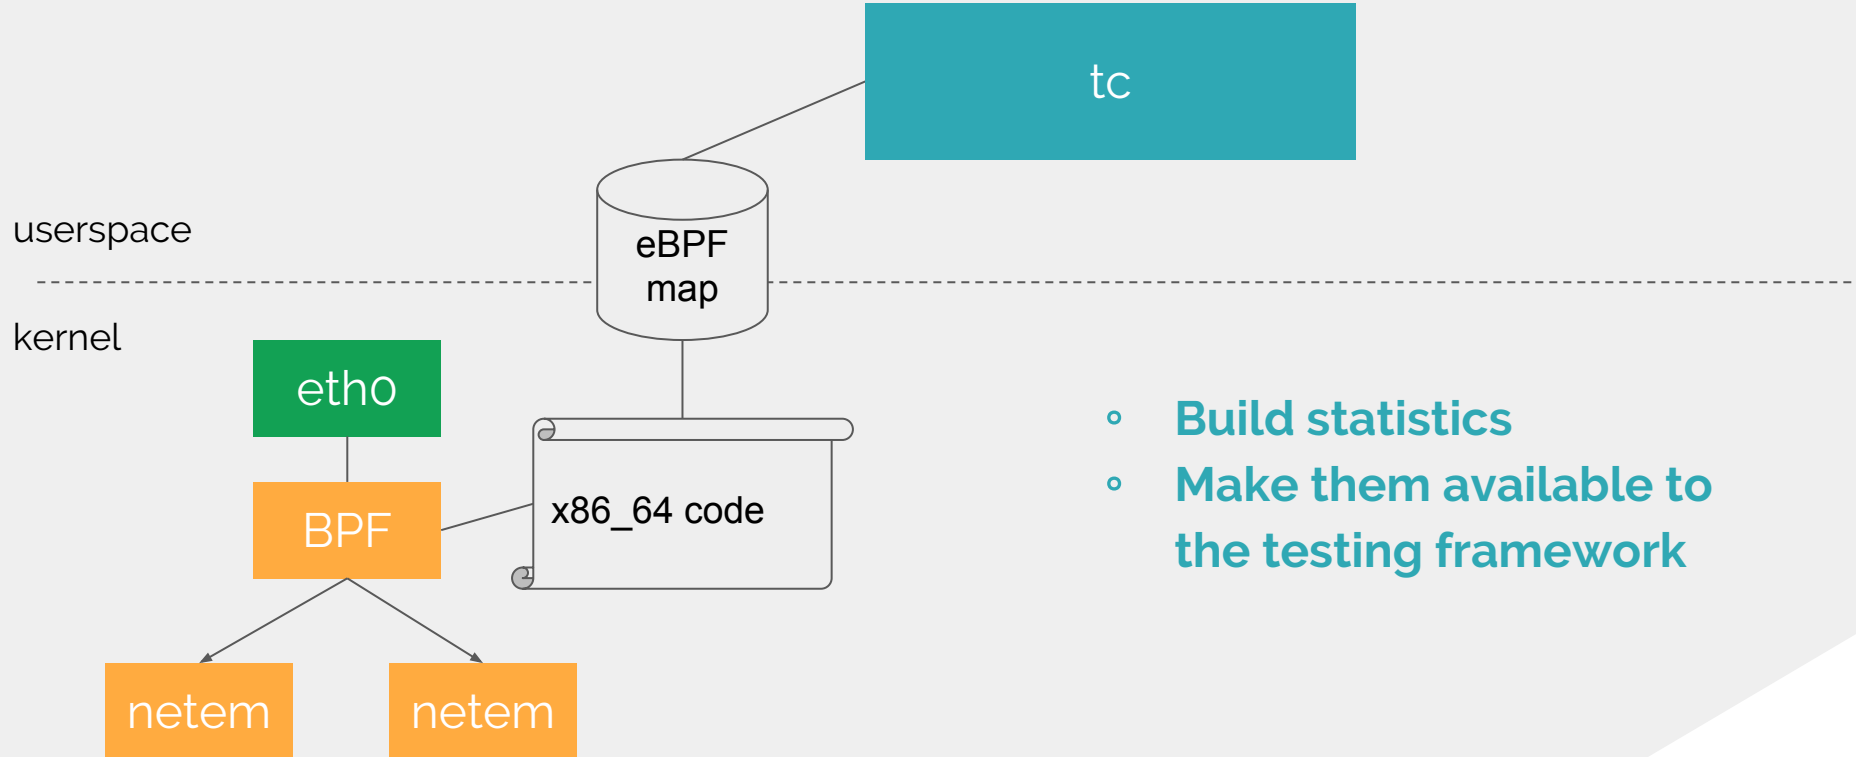 tc
userspace
eBPF
map
kernel
eth0
BPF
x86_64 code
netem
netem
Build statistics
Make them available to
the testing framework